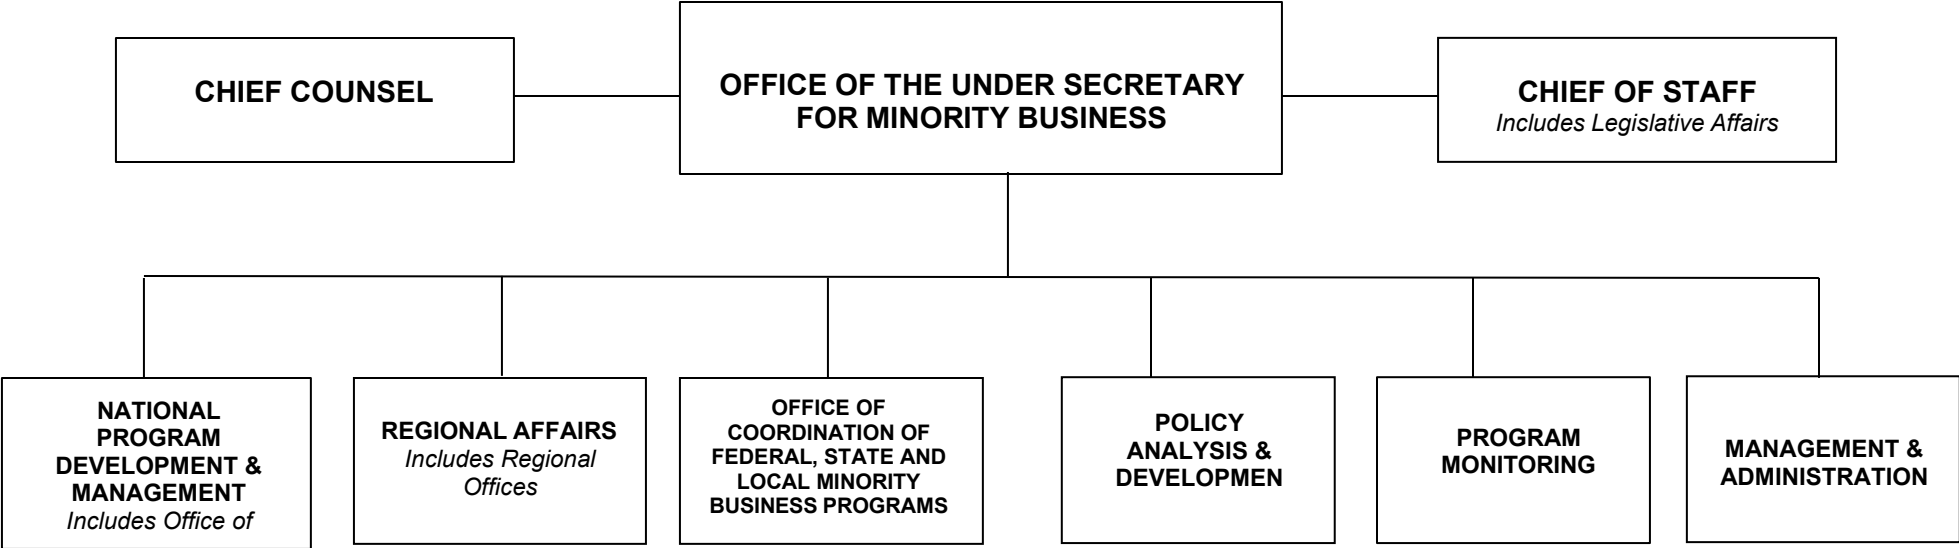 CHIEF COUNSEL
OFFICE OF THE UNDER SECRETARY
FOR MINORITY BUSINESS
CHIEF OF STAFF
Includes Legislative Affairs
NATIONAL
PROGRAM
DEVELOPMENT &
MANAGEMENT
Includes Office of
REGIONAL AFFAIRS
Includes Regional
Offices
OFFICE OF
COORDINATION OF
FEDERAL, STATE AND
LOCAL MINORITY
BUSINESS PROGRAMS
POLICY
ANALYSIS &
DEVELOPMEN
PROGRAM
MONITORING
MANAGEMENT &
ADMINISTRATION